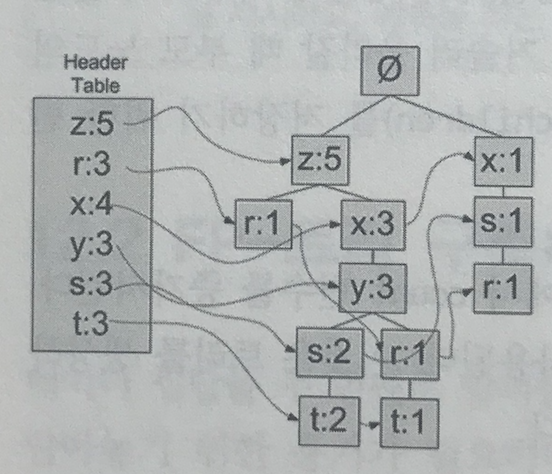 Header
Table
z:5
r:3
x:4
y:3
s:3
t:3
Ø
z:5
x:1
r:1
x:3
s:1
y:3
r:1
s:2
r:1
t:2
t:1